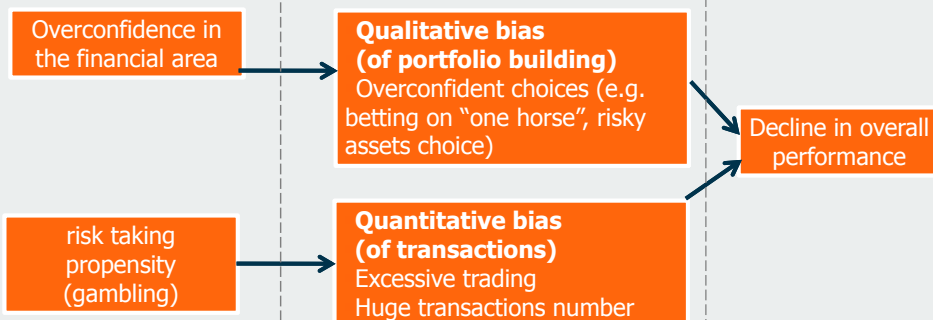 Overconfidence in
the financial area
Qualitative bias
(of portfolio building)
Overconfident choices (e.g.
betting on “one horse”, risky
assets choice)
Decline in overall
performance
risk taking
propensity
(gambling)
Quantitative bias
(of transactions)
Excessive trading
Huge transactions number